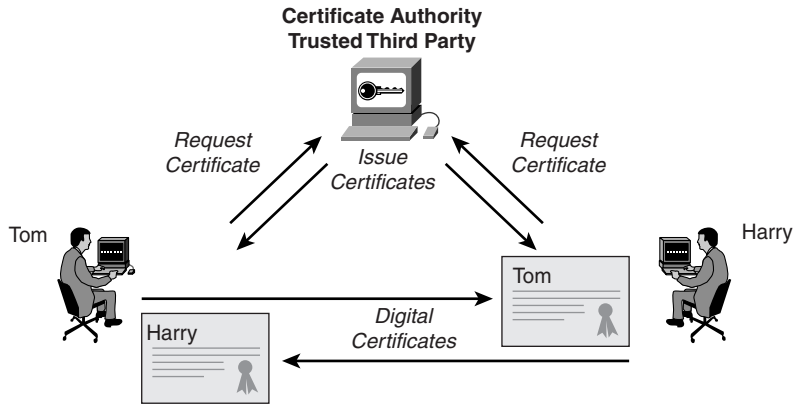 Certificate Authority
Trusted Third Party
Request
Certificate
Issue
Certificates
Request
Certificate
Tom
Harry
Tom
Digital
Certificates
Harry